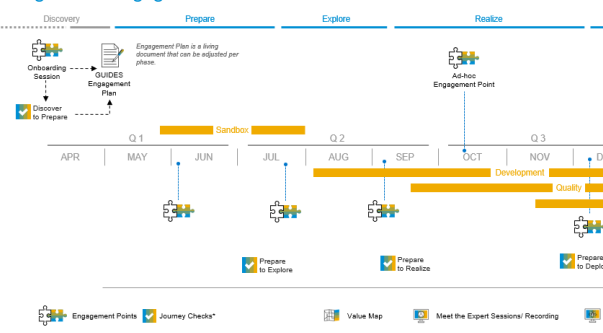 Discovery
Prepare
Explore
Realize
Onboarding
Session
GUIDES
Engagement
Plan
Engagement Plan is a living
document that can be adjusted per
phase.
Ad-hoc
Engagement Point
Discover
to Prepare
Sandbox
Q 1
Q 2
Q 3
APR
MAY
JUN
JUL
AUG
SEP
OCT
NOV
D
Development
Quality
Prepare
to Explore
Prepare
to Realize
Prepare
to Deplo
Engagement Points
Journey Checks*
Value Map
Meet the Expert Sessions/ Recording